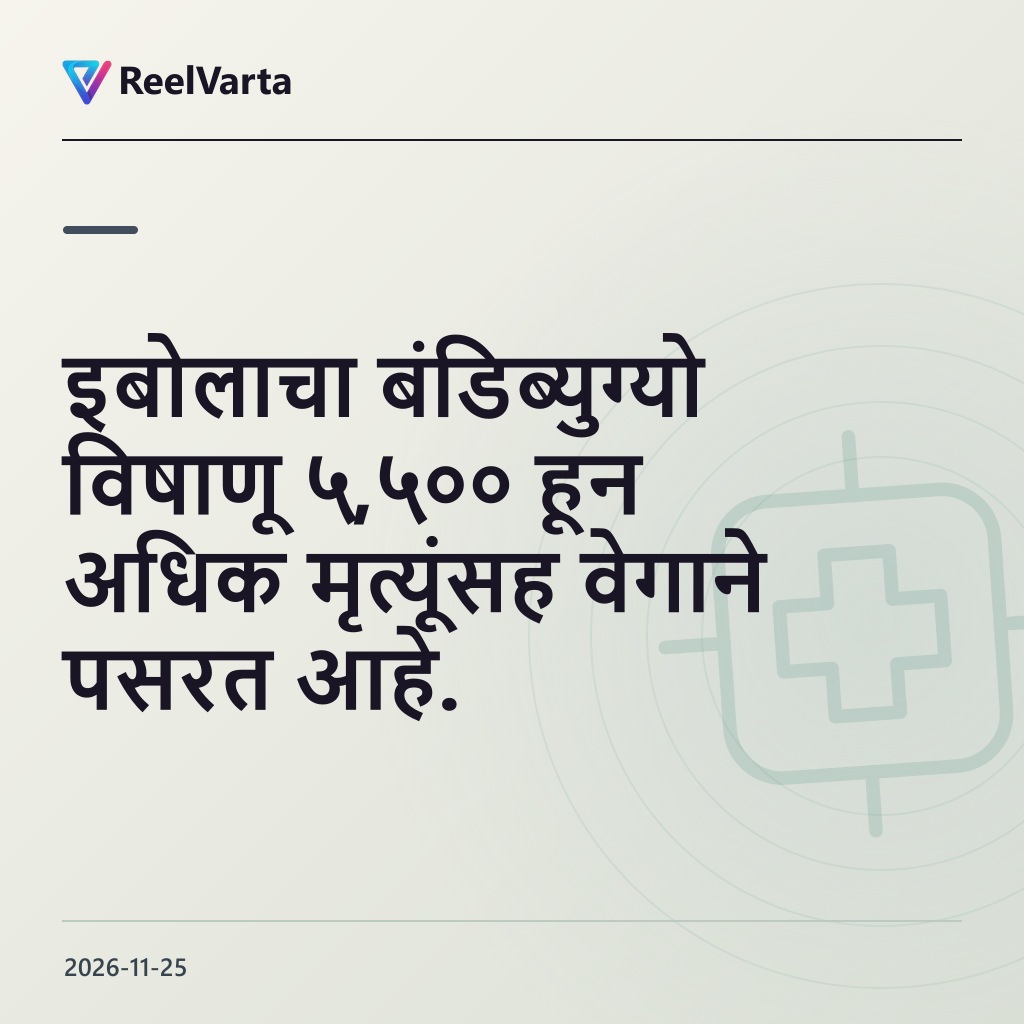 ReelVarta
इबोलाचा बंडिब्युग्यो
विषाणू ५,५०० हून
अधिक मृत्यूंसह वेगाने
पसरत आहे.
2026-11-25